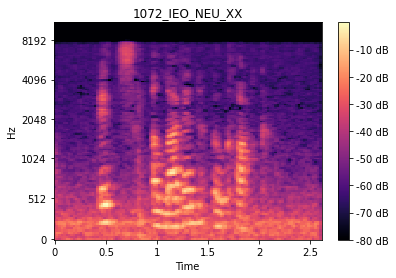 1072_IEO_NEU_XX
8192
4096
2048
1024
512
0
Hz
0
0.5
1
1.5
2
2.5
Time
-10 dB
-20 dB
-30 dB
-40 dB
-50 dB
-60 dB
-70 dB
-80 dB